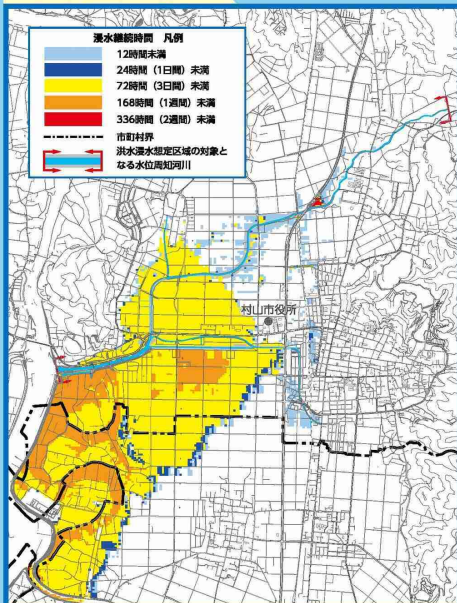 浸水継続時間 凡例
12時間未満
24時間（1日間）未満
72時間（3日間）未満
168時間（1週間）未満
336時間（2週間）未満
市町村界
洪水浸水想定区域の対象と
なる水位周知河川
村山市役所